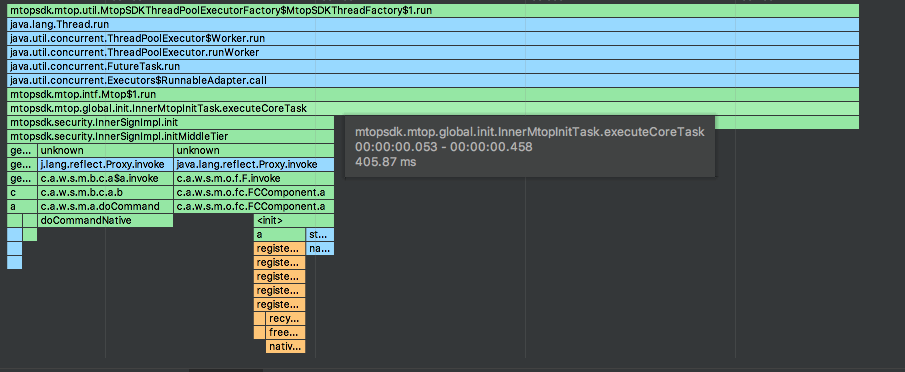 mtopsdk.mtop.util.MtopSDKThreadPoolExecutorFactory$MtopSDKThreadFactory$1.run
java.lang.Thread.run
java.util.concurrent.ThreadPoolExecutor$Worker.run
java.util.concurrent.ThreadPoolExecutor.runWorker
java.util.concurrent.FutureTask.run
java.util.concurrent.Executors$RunnableAdapter.call
mtopsdk.mtop.intf.Mtop$1.run
mtopsdk.mtop.global.init.InnerMtopInitTask.executeCoreTask
mtopsdk.security.InnerSignImpl.init
mtopsdk.security.InnerSignImpl.initMiddleTier
mtopsdk.mtop.global.init.InnerMtopInitTask.executeCoreTask
00:00:00.053 - 00:00:00.458
405.87 ms
ge... unknown unknown
ge... j.lang.reflect.Proxy.invoke java.lang.reflect.Proxy.invoke
ge... c.a.w.s.m.b.c.a$a.invoke c.a.w.s.m.o.f.F.invoke
c c.a.w.s.m.b.c.a.b c.a.w.s.m.o.fc.FCComponent.a
a c.a.w.s.m.a.doCommand c.a.w.s.m.o.fc.FCComponent.a
doCommandNative <init>
a st...
registe... na...
registe...
registe...
registe...
registe...
recy...
free...
nativ...